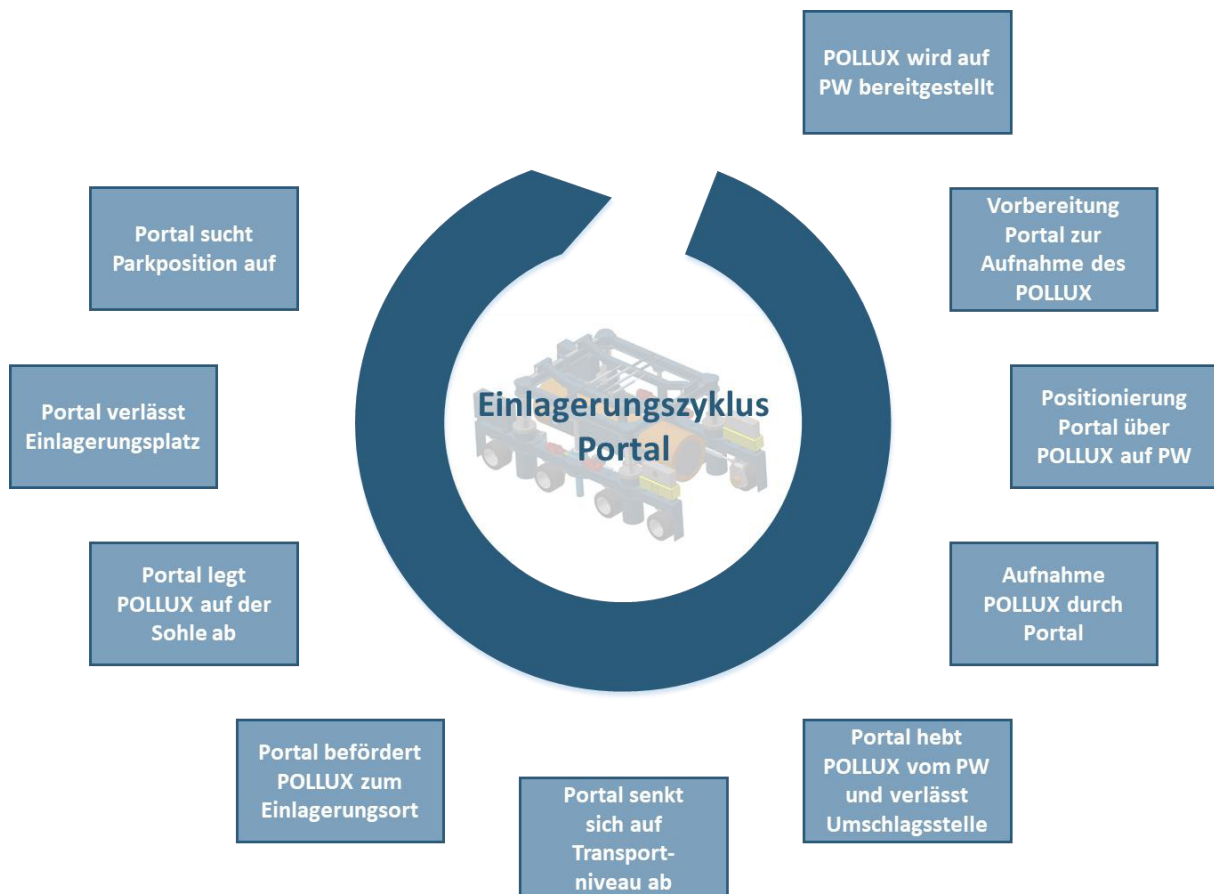 POLLUX wird auf
PW bereitgestellt
Vorbereitung
Portal zur
Aufnahme des
POLLUX
Positionierung
Portal über
POLLUX auf PW
Aufnahme
POLLUX durch
Portal
Portal hebt
POLLUX vom PW
und verlässt
Umschlagsstelle
Portal senkt
sich auf
Transport-
niveau ab
Portal befördert
POLLUX zum
Einlagerungsort
Portal legt
POLLUX auf der
Sohle ab
Portal verlässt
Einlagerungsplatz
Portal sucht
Parkposition auf
Einlagerungszyklus
Portal